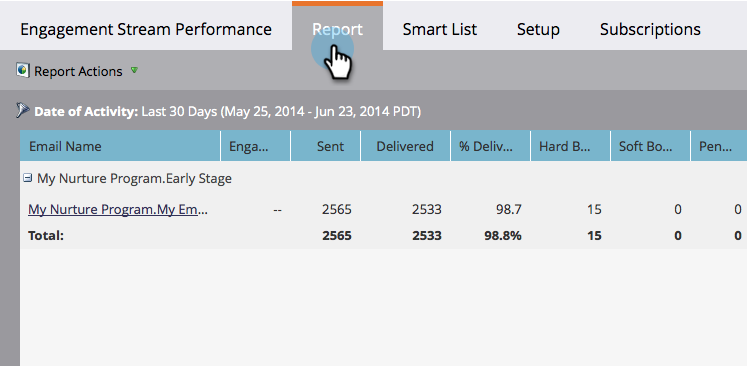 Engagement Stream Performance Report Smart List Setup Subscriptions
Report Actions
Date of Activity: Last 30 Days (May 25, 2014 - Jun 23, 2014 PDT)
Email Name Enga... Sent Delivered % Deliv... Hard B... Soft Bo... Pen...
My Nurture Program.Early Stage
My Nurture Program.My Em... -- 2565 2533 98.7 15 0 0
Total: 2565 2533 98.8% 15 0 0